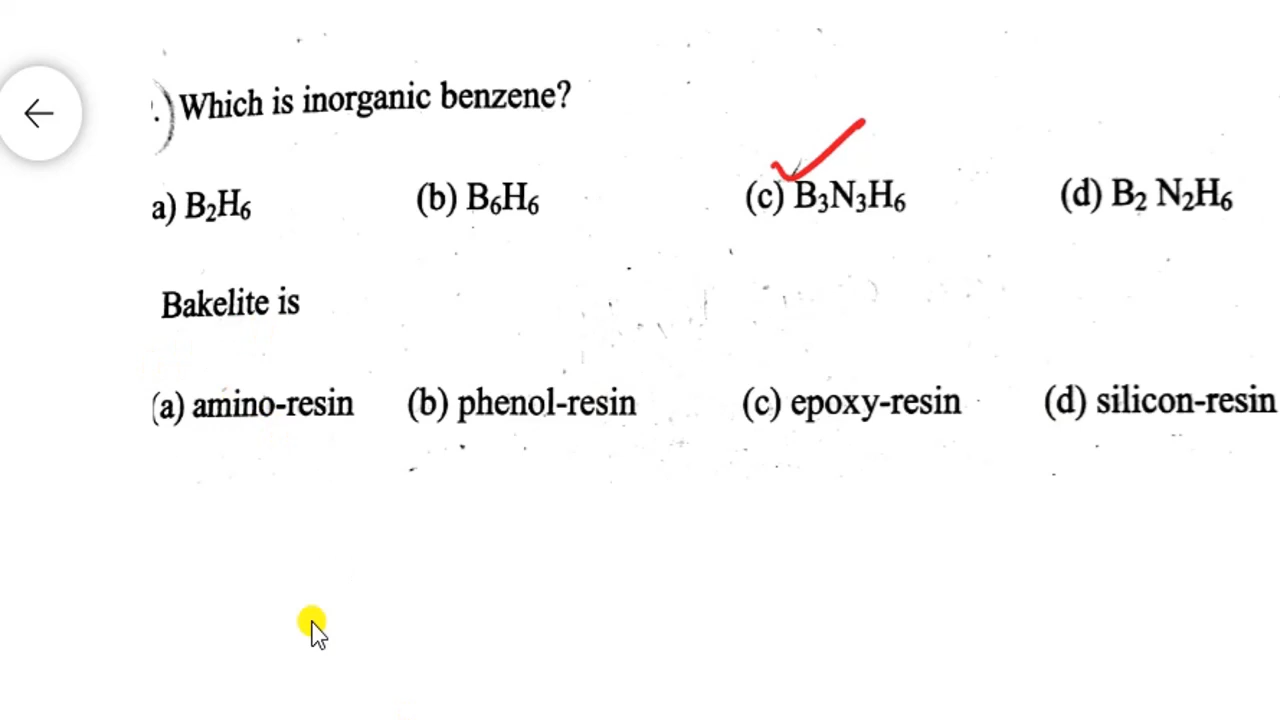 .) Which is inorganic benzene?
a) B₂H₆ (b) B₆H₆ (c) B₃N₃H₆ (d) B₂ N₂H₆
Bakelite is
(a) amino-resin (b) phenol-resin (c) epoxy-resin (d) silicon-resin